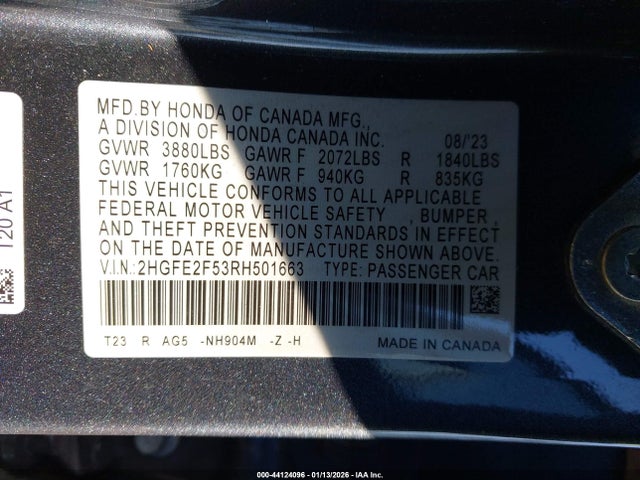 MFD.BY HONDA OF CANADA MFG.,
A DIVISION OF HONDA CANADA INC. 08/'23
GVWR 3880LBS GAWR F 2072LBS R 1840LBS
GVWR 1760KG GAWR F 940KG R 835KG
THIS VEHICLE CONFORMS TO ALL APPLICABLE
FEDERAL MOTOR VEHICLE SAFETY , BUMPER ,
AND THEFT PREVENTION STANDARDS IN EFFECT
ON THE DATE OF MANUFACTURE SHOWN ABOVE.
V.I.N.:2HGFE2F53RH501663 TYPE: PASSENGER CAR
T23 R AG5 -NH904M -Z -H MADE IN CANADA
T20 A1
000-44124096 - 01/13/2026 - IAA Inc.